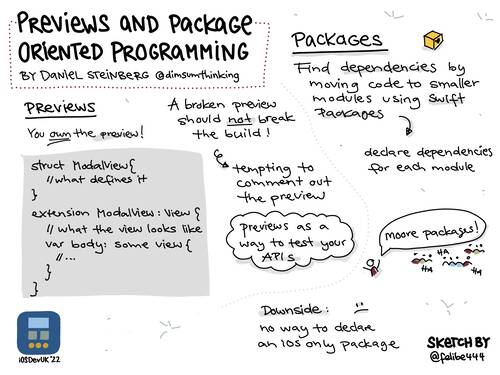 PREVIEWS AND PACKAGE
ORIENTED PROGRAMMING
BY DANIEL STEINBERG @dimsumthinking
PREVIEWS
You own the preview!
struct ModalView{
//what defines it
}
extension ModalView: View {
// what the view looks like
var body: some view {
//...
}
}
A broken preview
should not break
the build!
tempting to
comment out
the preview
previews as a
way to test your
APIs
Downside:
no way to declare
an ios only package
PACKAGES
Find dependencies by
moving code to smaller
modules using Swift
Packages
declare dependencies
for each module
moore packages!
HA
HA
HA
iOSDevUK '22
SKETCH BY
@felibe444